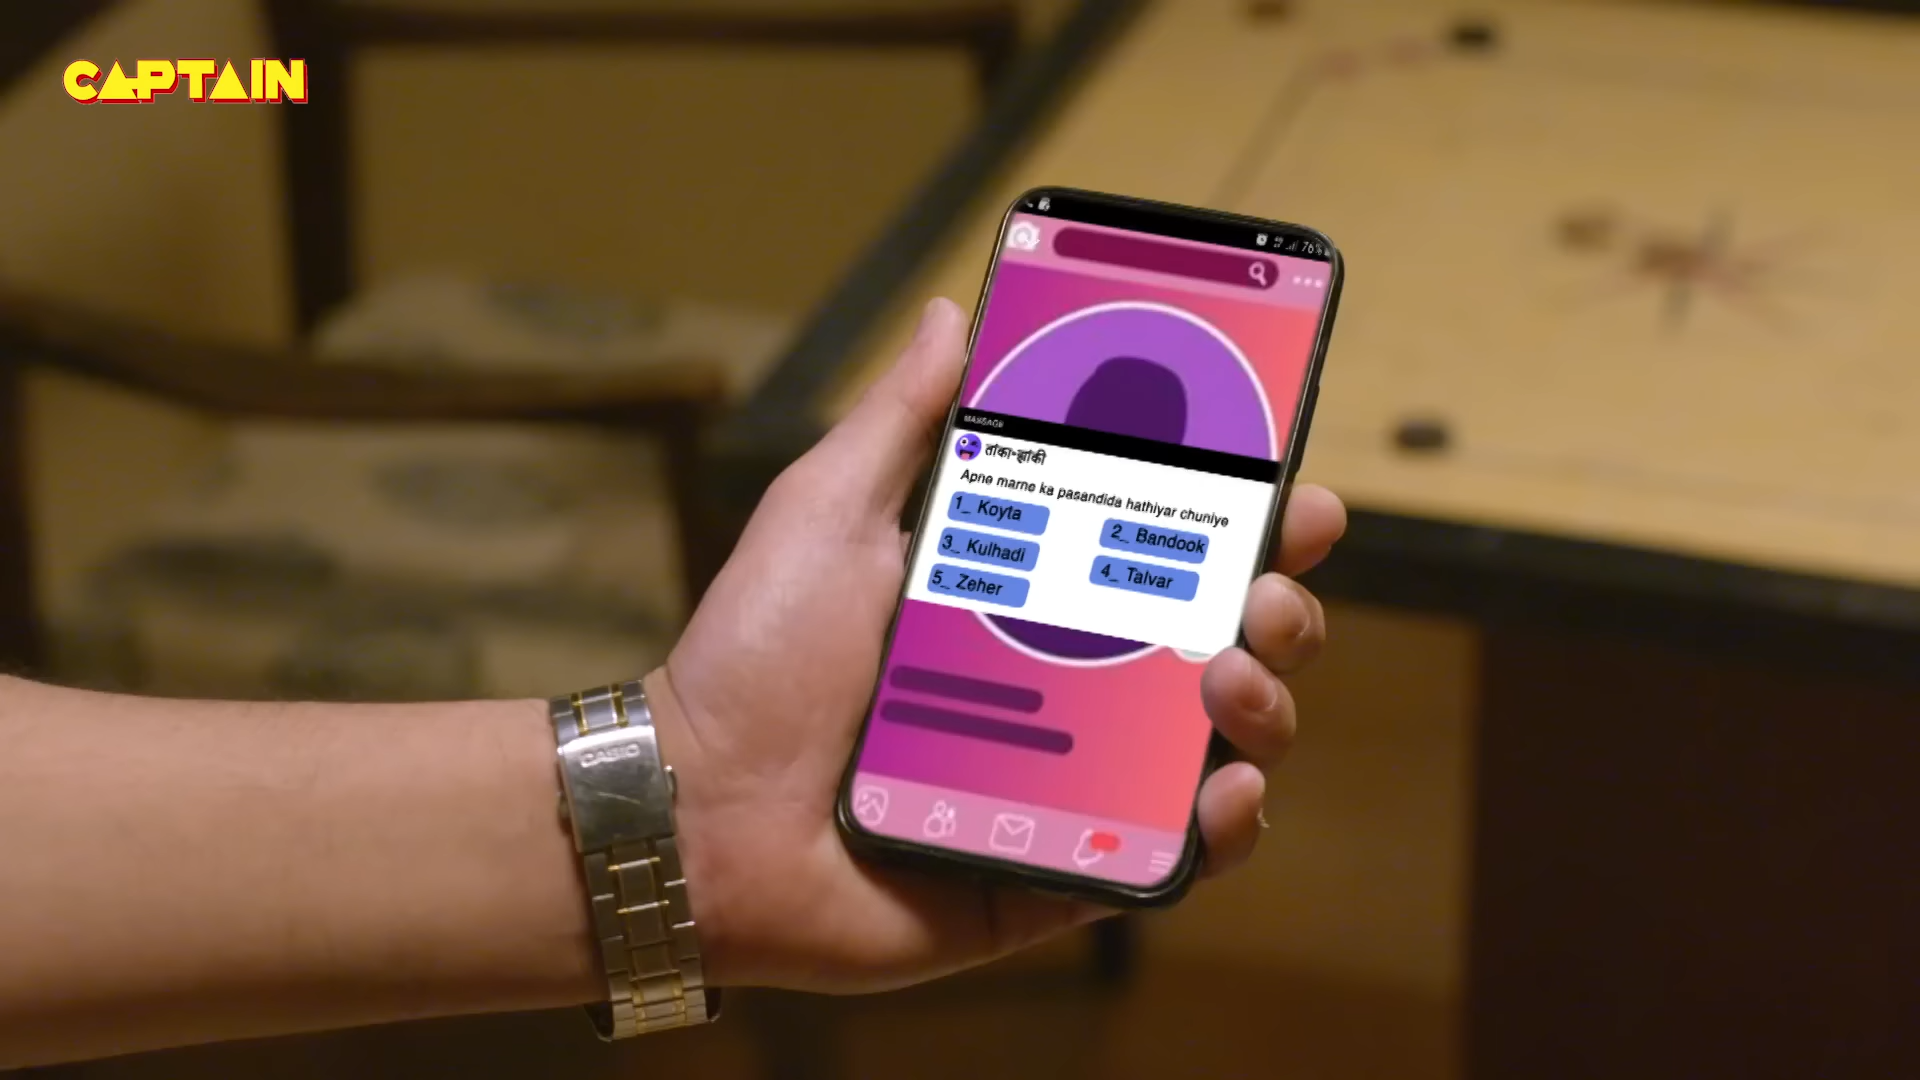 CAPTAIN
76%
MASSAGE
तांका-झांकी
Apne marne ka pasandida hathiyar chuniye
1_ Koyta
2_ Bandook
3_ Kulhadi
4_ Talvar
5_ Zeher
CASIO